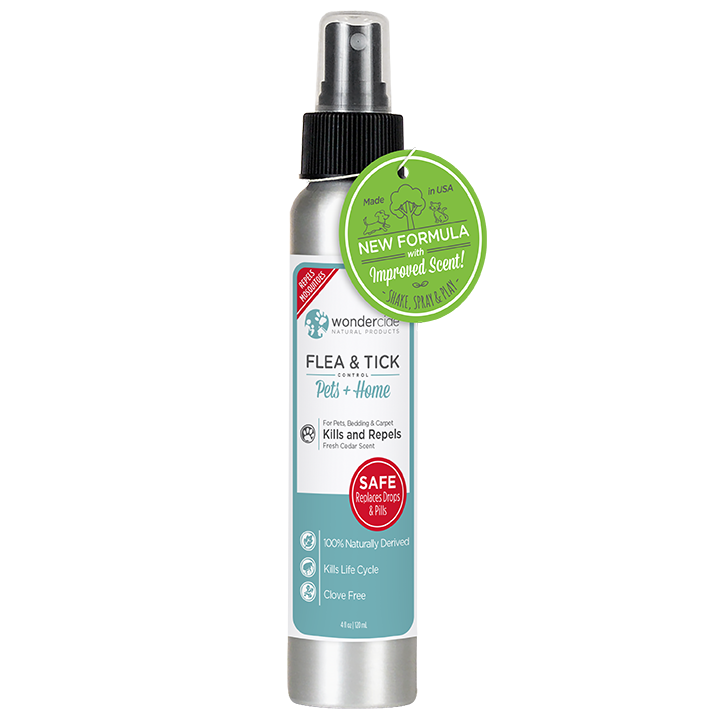 Made in USA
NEW FORMULA
with
Improved Scent!
- SHAKE, SPRAY & PLAY -
REPELS
MOSQUITOES
wondercide
NATURAL PRODUCTS
FLEA & TICK
CONTROL
Pets + Home
For Pets, Bedding & Carpet
Kills and Repels
Fresh Cedar Scent
SAFE
Replaces Drops
& Pills
100% Naturally Derived
Kills Life Cycle
Clove Free
4 fl oz | 120 mL